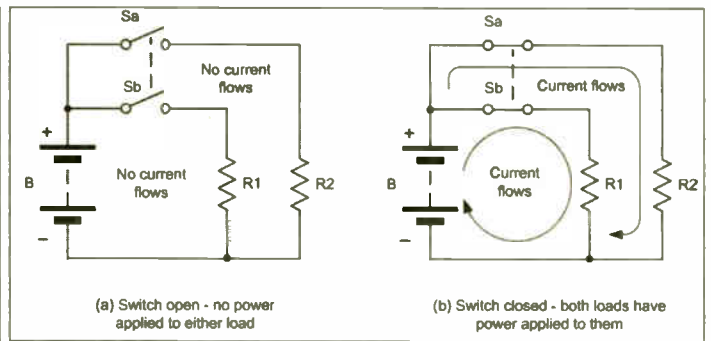 Sa
No current
flows
Sb
+
No current
flows
B
R1
R2
–
(a) Switch open - no power
applied to either load
Sa
Sb
Current flows
+
Current
flows
B
R1
R2
–
(b) Switch closed - both loads have
power applied to them